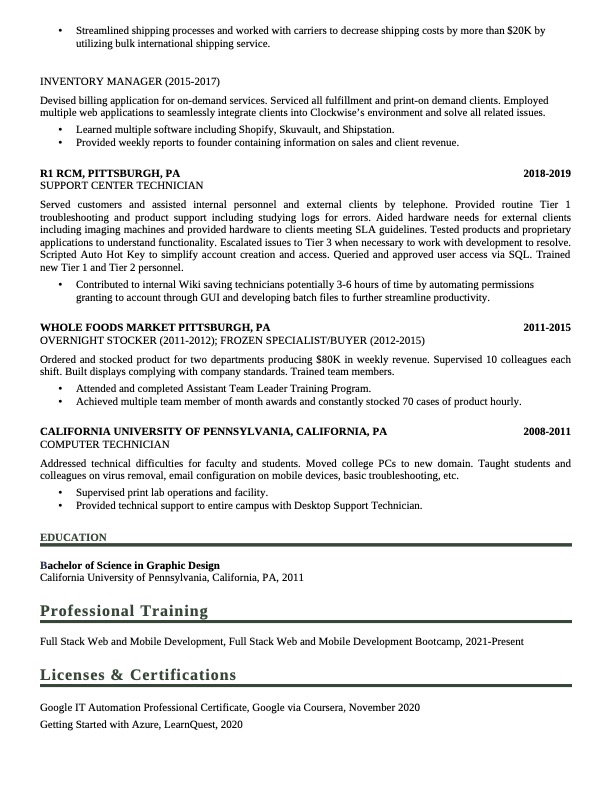 • Streamlined shipping processes and worked with carriers to decrease shipping costs by more than $20K by
utilizing bulk international shipping service.
INVENTORY MANAGER (2015-2017)
Devised billing application for on-demand services. Serviced all fulfillment and print-on demand clients. Employed
multiple web applications to seamlessly integrate clients into Clockwise’s environment and solve all related issues.
• Learned multiple software including Shopify, Skuvault, and Shipstation.
• Provided weekly reports to founder containing information on sales and client revenue.
R1 RCM, PITTSBURGH, PA 2018-2019
SUPPORT CENTER TECHNICIAN
Served customers and assisted internal personnel and external clients by telephone. Provided routine Tier 1
troubleshooting and product support including studying logs for errors. Aided hardware needs for external clients
including imaging machines and provided hardware to clients meeting SLA guidelines. Tested products and proprietary
applications to understand functionality. Escalated issues to Tier 3 when necessary to work with development to resolve.
Scripted Auto Hot Key to simplify account creation and access. Queried and approved user access via SQL. Trained
new Tier 1 and Tier 2 personnel.
• Contributed to internal Wiki saving technicians potentially 3-6 hours of time by automating permissions
granting to account through GUI and developing batch files to further streamline productivity.
WHOLE FOODS MARKET PITTSBURGH, PA 2011-2015
OVERNIGHT STOCKER (2011-2012); FROZEN SPECIALIST/BUYER (2012-2015)
Ordered and stocked product for two departments producing $80K in weekly revenue. Supervised 10 colleagues each
shift. Built displays complying with company standards. Trained team members.
• Attended and completed Assistant Team Leader Training Program.
• Achieved multiple team member of month awards and constantly stocked 70 cases of product hourly.
CALIFORNIA UNIVERSITY OF PENNSYLVANIA, CALIFORNIA, PA 2008-2011
COMPUTER TECHNICIAN
Addressed technical difficulties for faculty and students. Moved college PCs to new domain. Taught students and
colleagues on virus removal, email configuration on mobile devices, basic troubleshooting, etc.
• Supervised print lab operations and facility.
• Provided technical support to entire campus with Desktop Support Technician.
EDUCATION
Bachelor of Science in Graphic Design
California University of Pennsylvania, California, PA, 2011
Professional Training
Full Stack Web and Mobile Development, Full Stack Web and Mobile Development Bootcamp, 2021-Present
Licenses & Certifications
Google IT Automation Professional Certificate, Google via Coursera, November 2020
Getting Started with Azure, LearnQuest, 2020